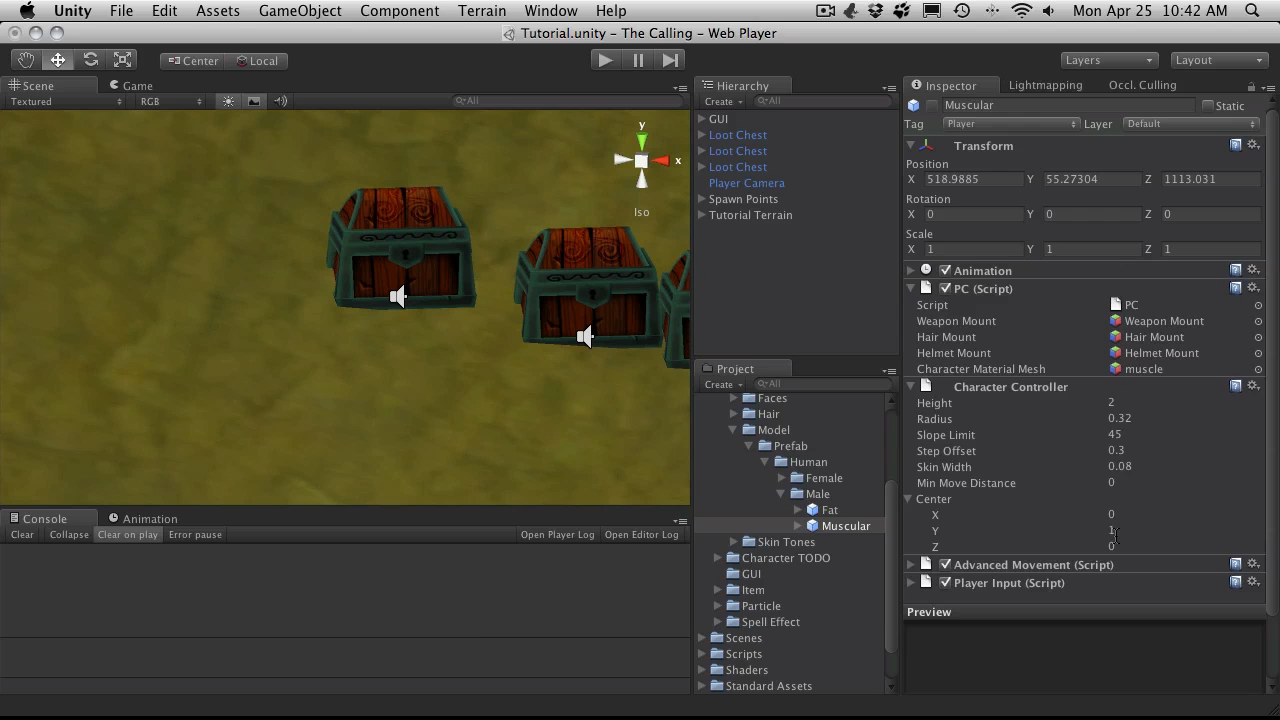 Unity File Edit Assets GameObject Component Terrain Window Help Mon Apr 25 10:42 AM
Tutorial.unity – The Calling – Web Player
Center Local Layers Layout
Scene Game
Textured RGB All
y
x
Iso
Hierarchy
Create All
GUI
Loot Chest
Loot Chest
Loot Chest
Player Camera
Spawn Points
Tutorial Terrain
Project
Create All
Faces
Hair
Model
Prefab
Human
Female
Male
Fat
Muscular
Skin Tones
Character TODO
GUI
Item
Particle
Spell Effect
Scenes
Scripts
Shaders
Standard Assets
Console Animation
Clear Collapse Clear on play Error pause Open Player Log Open Editor Log
Inspector Lightmapping Occl. Culling
Muscular Static
Tag Player Layer Default
Transform
Position
X 518.9885 Y 55.27304 Z 1113.031
Rotation
X 0 Y 0 Z 0
Scale
X 1 Y 1 Z 1
Animation
PC (Script)
Script PC
Weapon Mount Weapon Mount
Hair Mount Hair Mount
Helmet Mount Helmet Mount
Character Material Mesh muscle
Character Controller
Height 2
Radius 0.32
Slope Limit 45
Step Offset 0.3
Skin Width 0.08
Min Move Distance 0
Center
X 0
Y 1
Z 0
Advanced Movement (Script)
Player Input (Script)
Preview